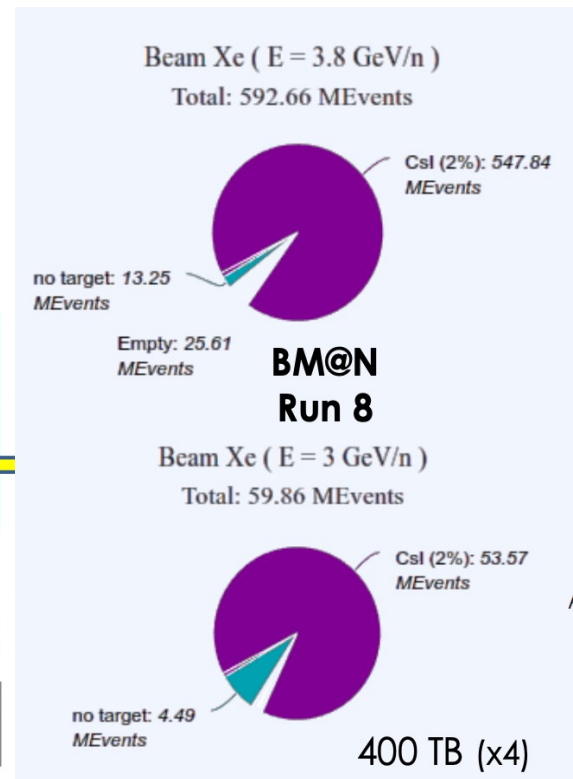 Beam Xe ( E = 3.8 GeV/n )
Total: 592.66 MEvents
CsI (2%): 547.84
MEvents
no target: 13.25
MEvents
Empty: 25.61
MEvents
BM@N
Run 8
Beam Xe ( E = 3 GeV/n )
Total: 59.86 MEvents
CsI (2%): 53.57
MEvents
no target: 4.49
MEvents
400 TB (x4)